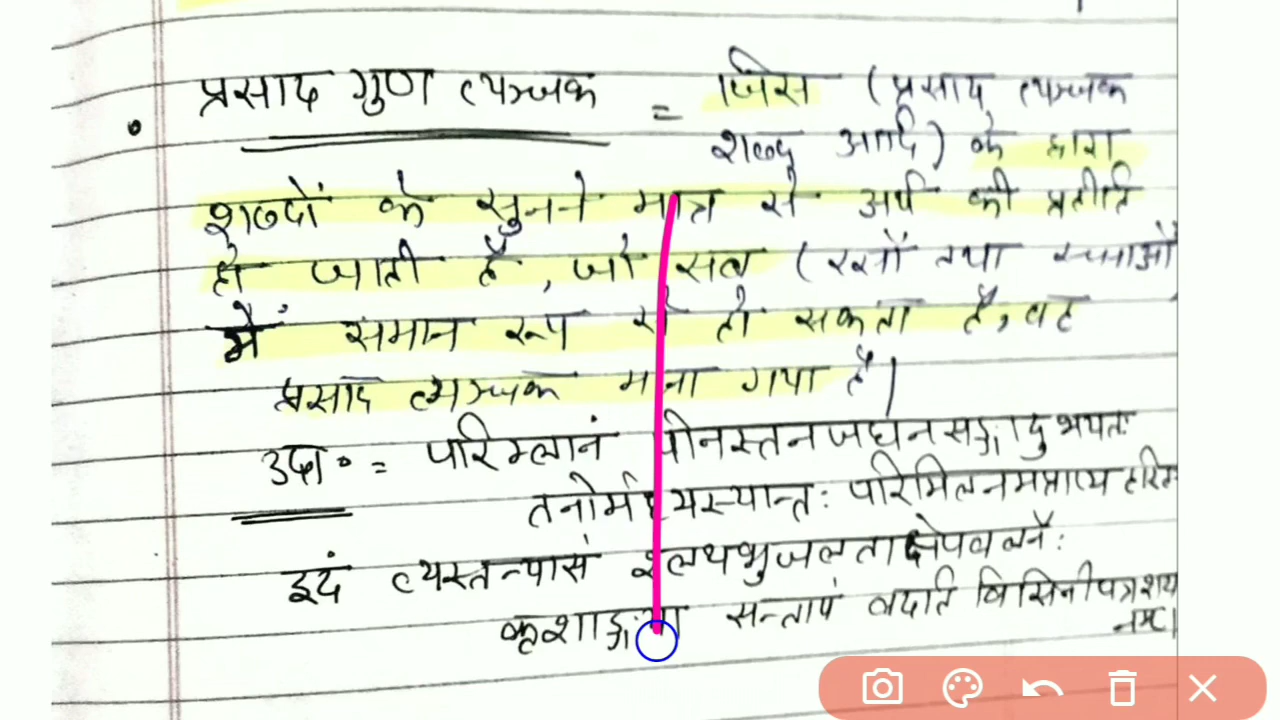 प्रसाद गुण व्यञ्जक = जिस (प्रसाद व्यञ्जक
शब्द आदि) के द्वारा
शब्दों के सुनने मात्र से अर्थ की प्रतीति
हो जाती है, जो सब (रसों तथा रचनाओं
में समान रूप से हो सकता है, वह
प्रसाद व्यञ्जक माना गया है।
उदा॰ = परिम्लानं पीनस्तनजघनसङ्गादुभयतः
तनोर्मध्यस्यान्तः परिमिलनमप्राप्य हरित
इदं व्यस्तन्यासं श्लथभुजलताक्षेपवलनैः
कृशाङ्ग्या सन्तापं वदति बिसिनीपत्रशय
नम्।